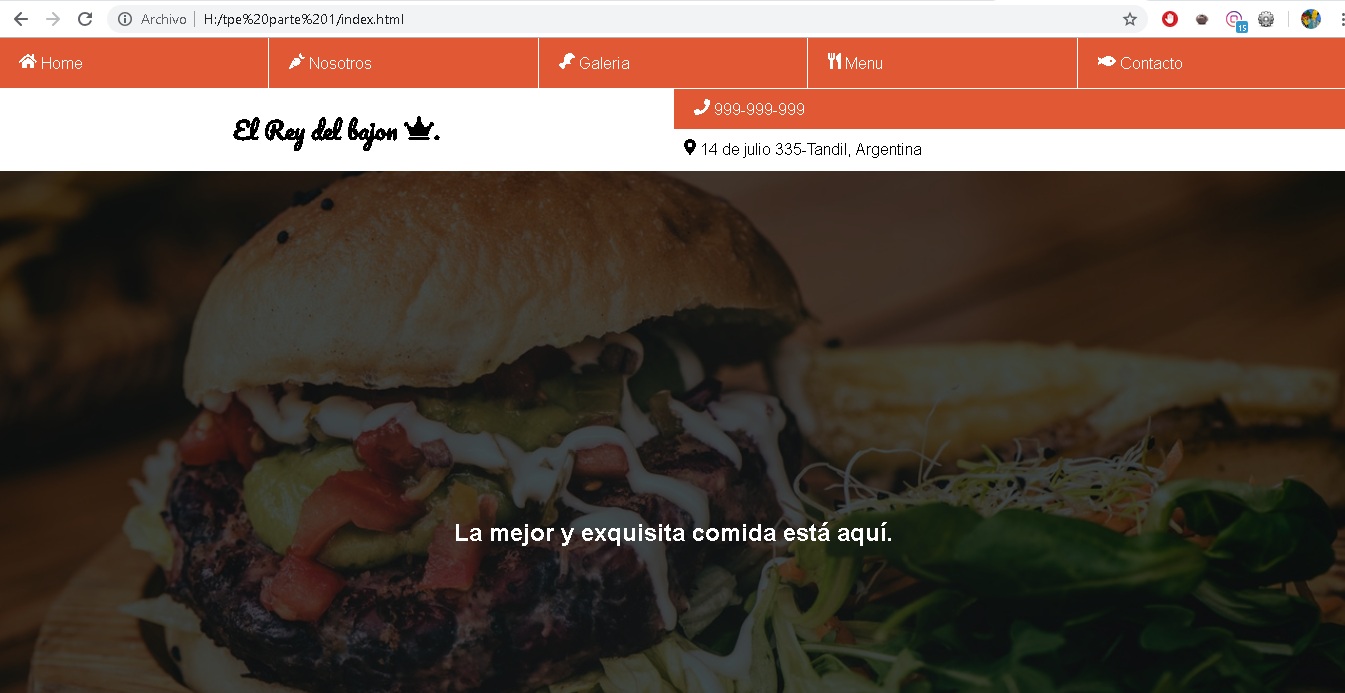 Archivo H:/tpe%20parte%201/index.html
15
Home Nosotros Galeria Menu Contacto
El Rey del bajon .
999-999-999
14 de julio 335-Tandil, Argentina
La mejor y exquisita comida está aquí.